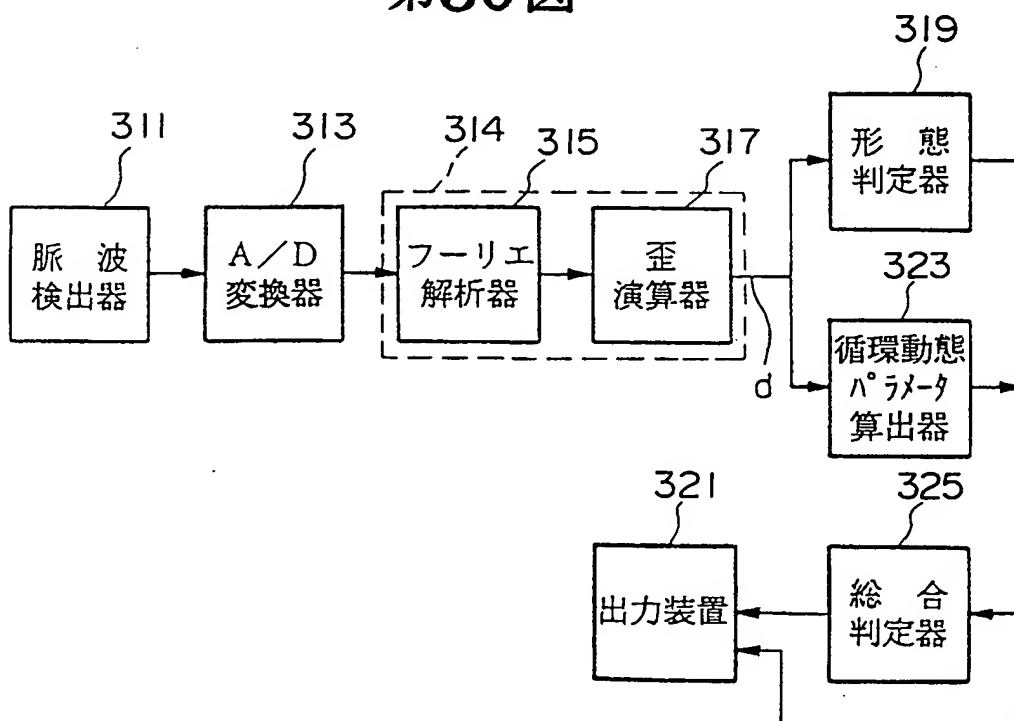 319
311
313
314
315
317
形 態
判定器
脈 波
検出器
A/D
変換器
フーリエ
解析器
歪
演算器
d
323
循環動態
パラメータ
算出器
321
325
出力装置
総 合
判定器